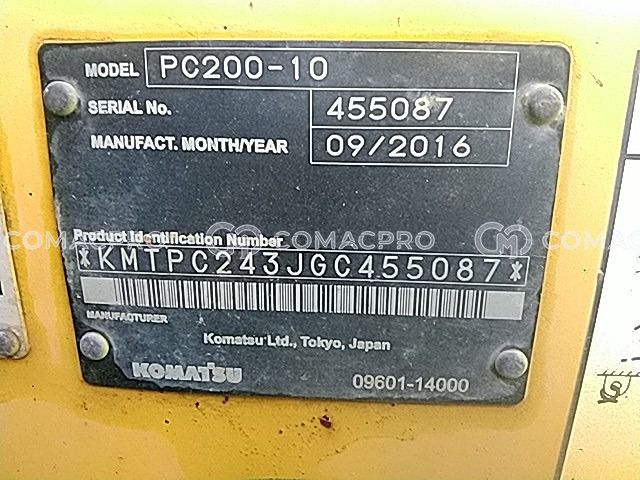 MODEL PC200-10
SERIAL No. 455087
MANUFACT. MONTH/YEAR 09/2016
Product Identification Number
COMACPRO COMACPRO COMACPRO
*KMTPC243JGC455087*
MANUFACTURER
Komatsu Ltd., Tokyo, Japan
KOMATSU 09601-14000